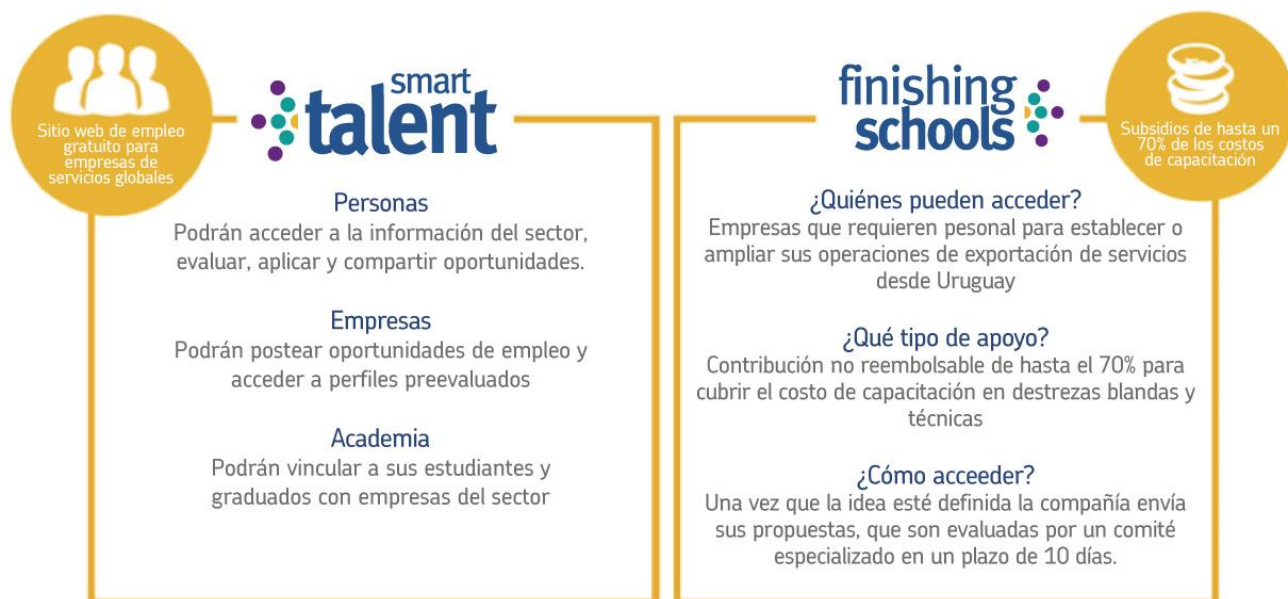 Sitio web de empleo
gratuito para
empresas de
servicios globales
smart
talent
Personas
Podrán acceder a la información del sector,
evaluar, aplicar y compartir oportunidades.
Empresas
Podrán postear oportunidades de empleo y
acceder a perfiles preevaluados
Academia
Podrán vincular a sus estudiantes y
graduados con empresas del sector
finishing
schools
Subsidios de hasta un
70% de los costos
de capacitación
¿Quiénes pueden acceder?
Empresas que requieren pesonal para establecer o
ampliar sus operaciones de exportación de servicios
desde Uruguay
¿Qué tipo de apoyo?
Contribución no reembolsable de hasta el 70% para
cubrir el costo de capacitación en destrezas blandas y
técnicas
¿Cómo acceeder?
Una vez que la idea esté definida la compañía envía
sus propuestas, que son evaluadas por un comité
especializado en un plazo de 10 días.